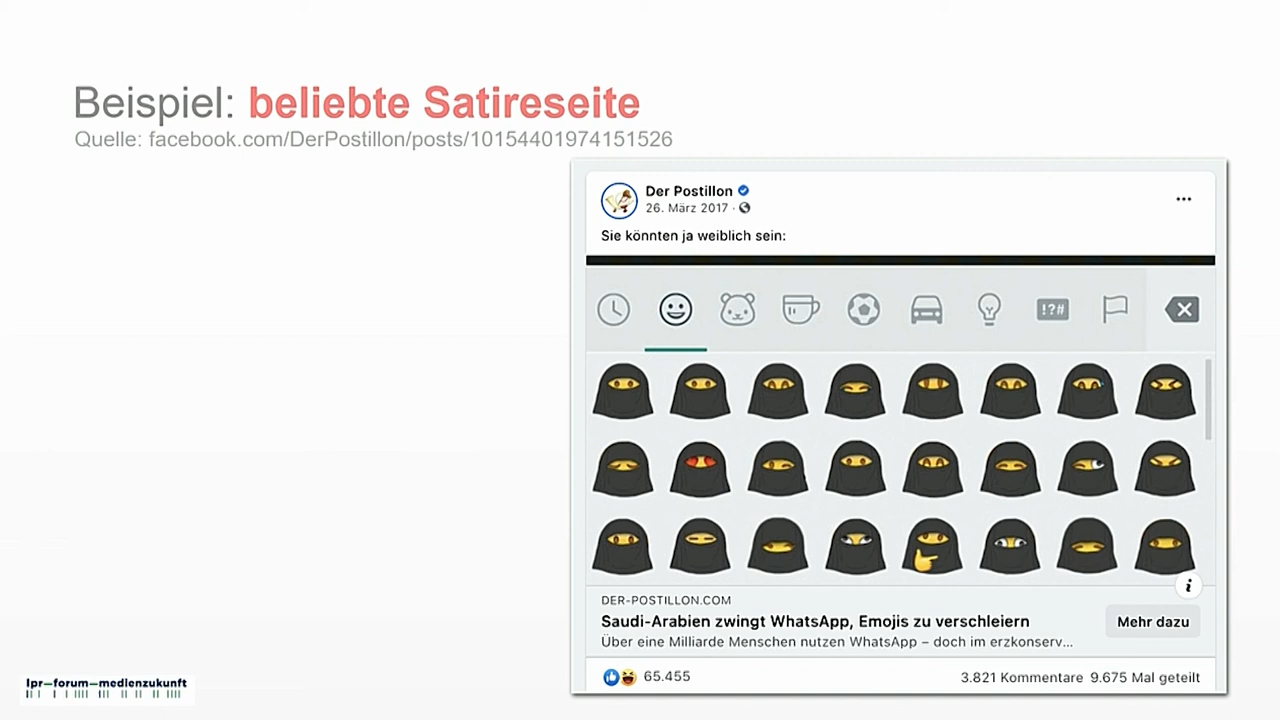 Beispiel: beliebte Satireseite
Quelle: facebook.com/DerPostillon/posts/10154401974151526
Der Postillon
26. März 2017 ·
Sie könnten ja weiblich sein:
!?#
DER-POSTILLON.COM
Saudi-Arabien zwingt WhatsApp, Emojis zu verschleiern
Mehr dazu
Über eine Milliarde Menschen nutzen WhatsApp – doch im erzkonserv...
65.455
3.821 Kommentare 9.675 Mal geteilt
lpr–forum–medienzukunft